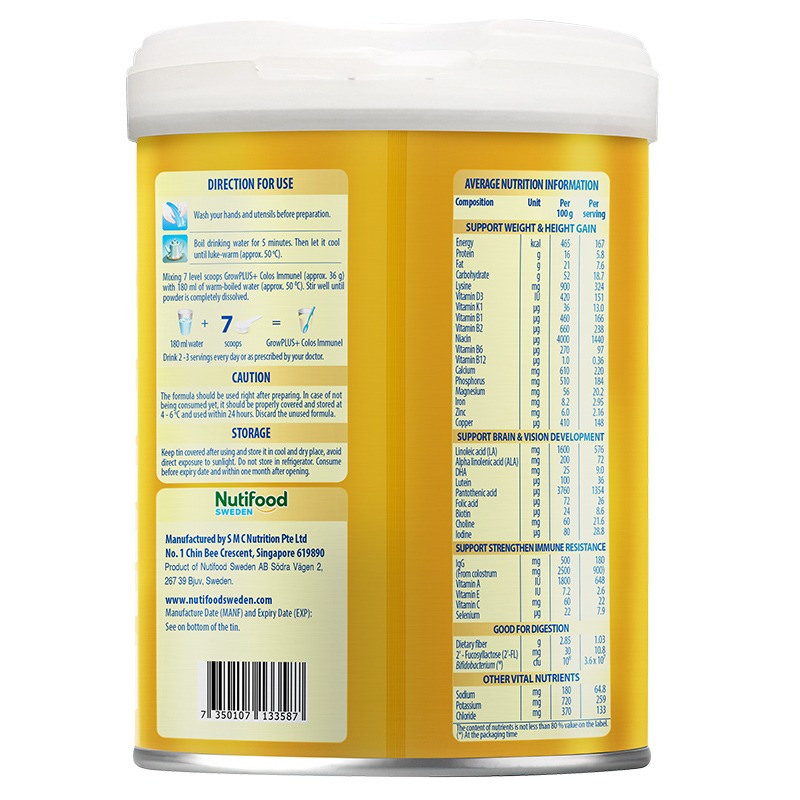 DIRECTION FOR USE
Wash your hands and utensils before preparation.
Boil drinking water for 5 minutes. Then let it cool
until luke-warm (approx. 50 °C).
Mixing 7 level scoops GrowPLUS+ Colos Immunel (approx. 36 g)
with 180 ml of warm-boiled water (approx. 50 °C). Stir well until
powder is completely dissolved.
+ 7 =
180 ml water scoops GrowPLUS+ Colos Immunel
Drink 2 -3 servings every day or as prescribed by your doctor.
CAUTION
The formula should be used right after preparing. In case of not
being consumed yet, it should be properly covered and stored at
4 - 6 °C and used within 24 hours. Discard the unused formula.
STORAGE
Keep tin covered after using and store it in cool and dry place, avoid
direct exposure to sunlight. Do not store in refrigerator. Consume
before expiry date and within one month after opening.
Nutifood
SWEDEN
Manufactured by S M C Nutrition Pte Ltd
No. 1 Chin Bee Crescent, Singapore 619890
Product of Nutifood Sweden AB Södra Vägen 2,
267 39 Bjuv, Sweden.
www.nutifoodsweden.com
Manufacture Date (MANF) and Expiry Date (EXP):
See on bottom of the tin.
7 350107 133587
AVERAGE NUTRITION INFORMATION
Composition Unit Per 100 g Per serving
SUPPORT WEIGHT & HEIGHT GAIN
Energy kcal 465 167
Protein g 16 5.8
Fat g 21 7.6
Carbohydrate g 52 18.7
Lysine mg 900 324
Vitamin D3 IU 420 151
Vitamin K1 µg 36 13.0
Vitamin B1 µg 460 166
Vitamin B2 µg 660 238
Niacin µg 4000 1440
Vitamin B6 µg 270 97
Vitamin B12 µg 1.0 0.36
Calcium mg 610 220
Phosphorus mg 510 184
Magnesium mg 56 20.2
Iron mg 8.2 2.95
Zinc mg 6.0 2.16
Copper µg 410 148
SUPPORT BRAIN & VISION DEVELOPMENT
Linoleic acid (LA) mg 1600 576
Alpha linolenic acid (ALA) mg 200 72
DHA mg 25 9.0
Lutein µg 100 36
Pantothenic acid µg 3760 1354
Folic acid µg 72 26
Biotin µg 24 8.6
Choline mg 60 21.6
Iodine µg 80 28.8
SUPPORT STRENGTHEN IMMUNE RESISTANCE
IgG mg 500 180
(From colostrum mg 2500 900)
Vitamin A IU 1800 648
Vitamin E IU 7.2 2.6
Vitamin C mg 60 22
Selenium µg 22 7.9
GOOD FOR DIGESTION
Dietary fiber g 2.85 1.03
2' - Fucosyllactose (2'-FL) mg 30 10.8
Bifidobacterium (*) cfu
OTHER VITAL NUTRIENTS
Sodium mg 180 64.8
Potassium mg 720 259
Chloride mg 370 133
The content of nutrients is not less than 80 % value on the label.
(*) At the packaging time